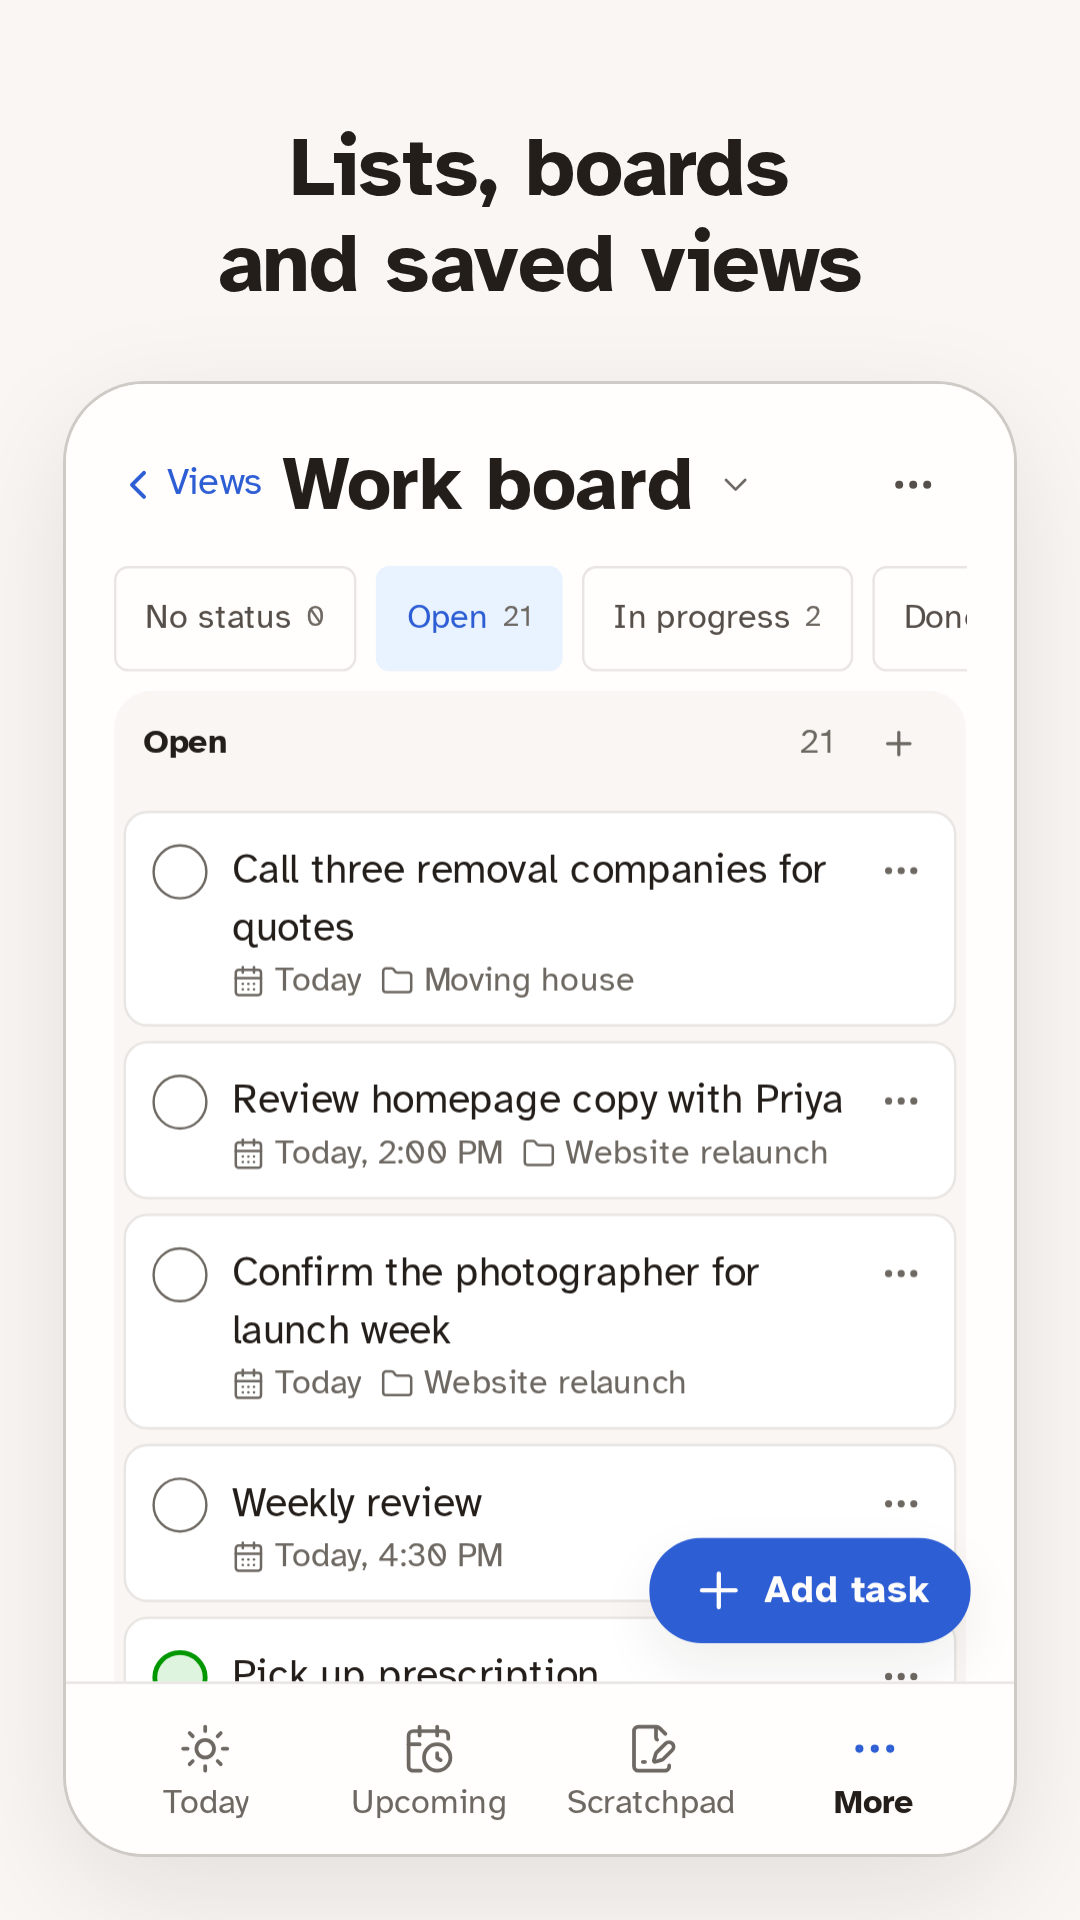 Lists, boards
and saved views
Views Work board
No status 0 Open 21 In progress 2
Open 21
Call three removal companies for
quotes
Today Moving house
Review homepage copy with Priya
Today, 2:00 PM Website relaunch
Confirm the photographer for
launch week
Today Website relaunch
Weekly review
Today, 4:30 PM
Add task
Pick up prescription
Today Upcoming Scratchpad More